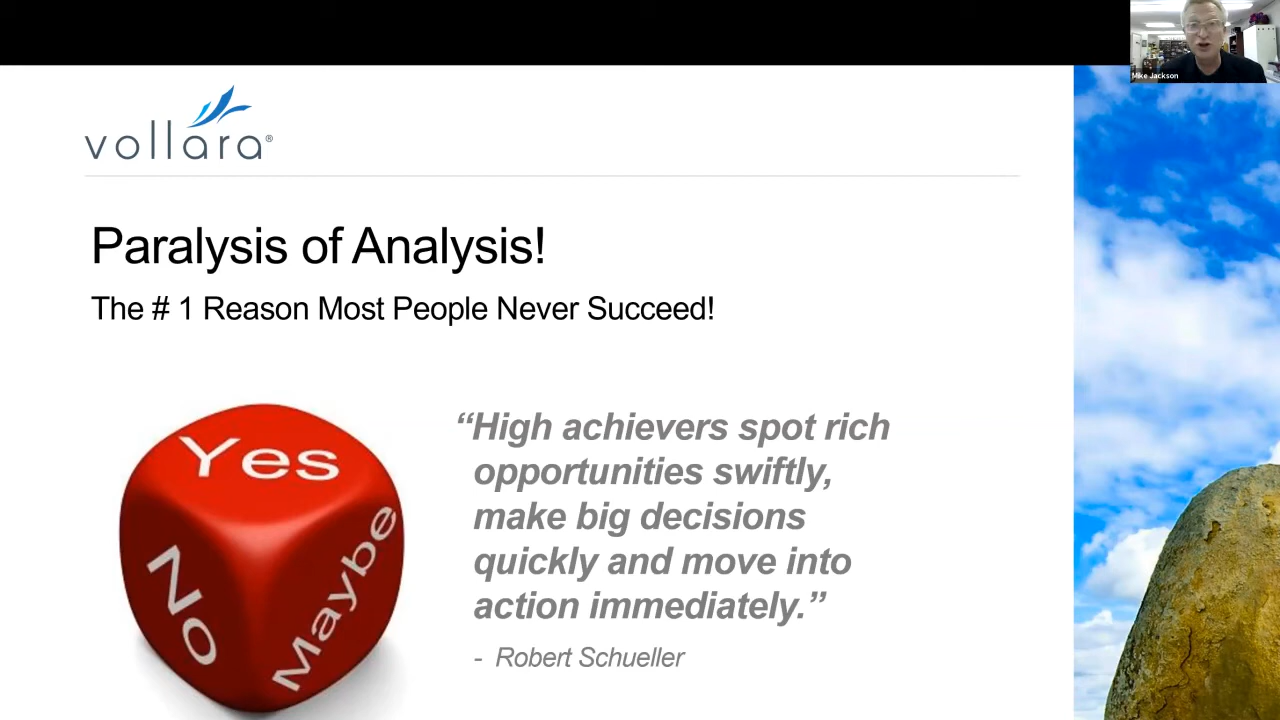 Mike Jackson
vollara®
Paralysis of Analysis!
The # 1 Reason Most People Never Succeed!
Yes
No
Maybe
“High achievers spot rich
opportunities swiftly,
make big decisions
quickly and move into
action immediately.”
- Robert Schueller